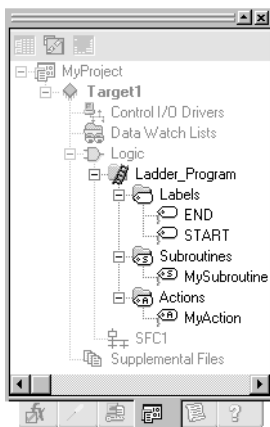 MyProject
Target1
Control I/O Drivers
Data Watch Lists
Logic
Ladder_Program
Labels
END
START
Subroutines
MySubroutine
Actions
MyAction
SFC1
Supplemental Files